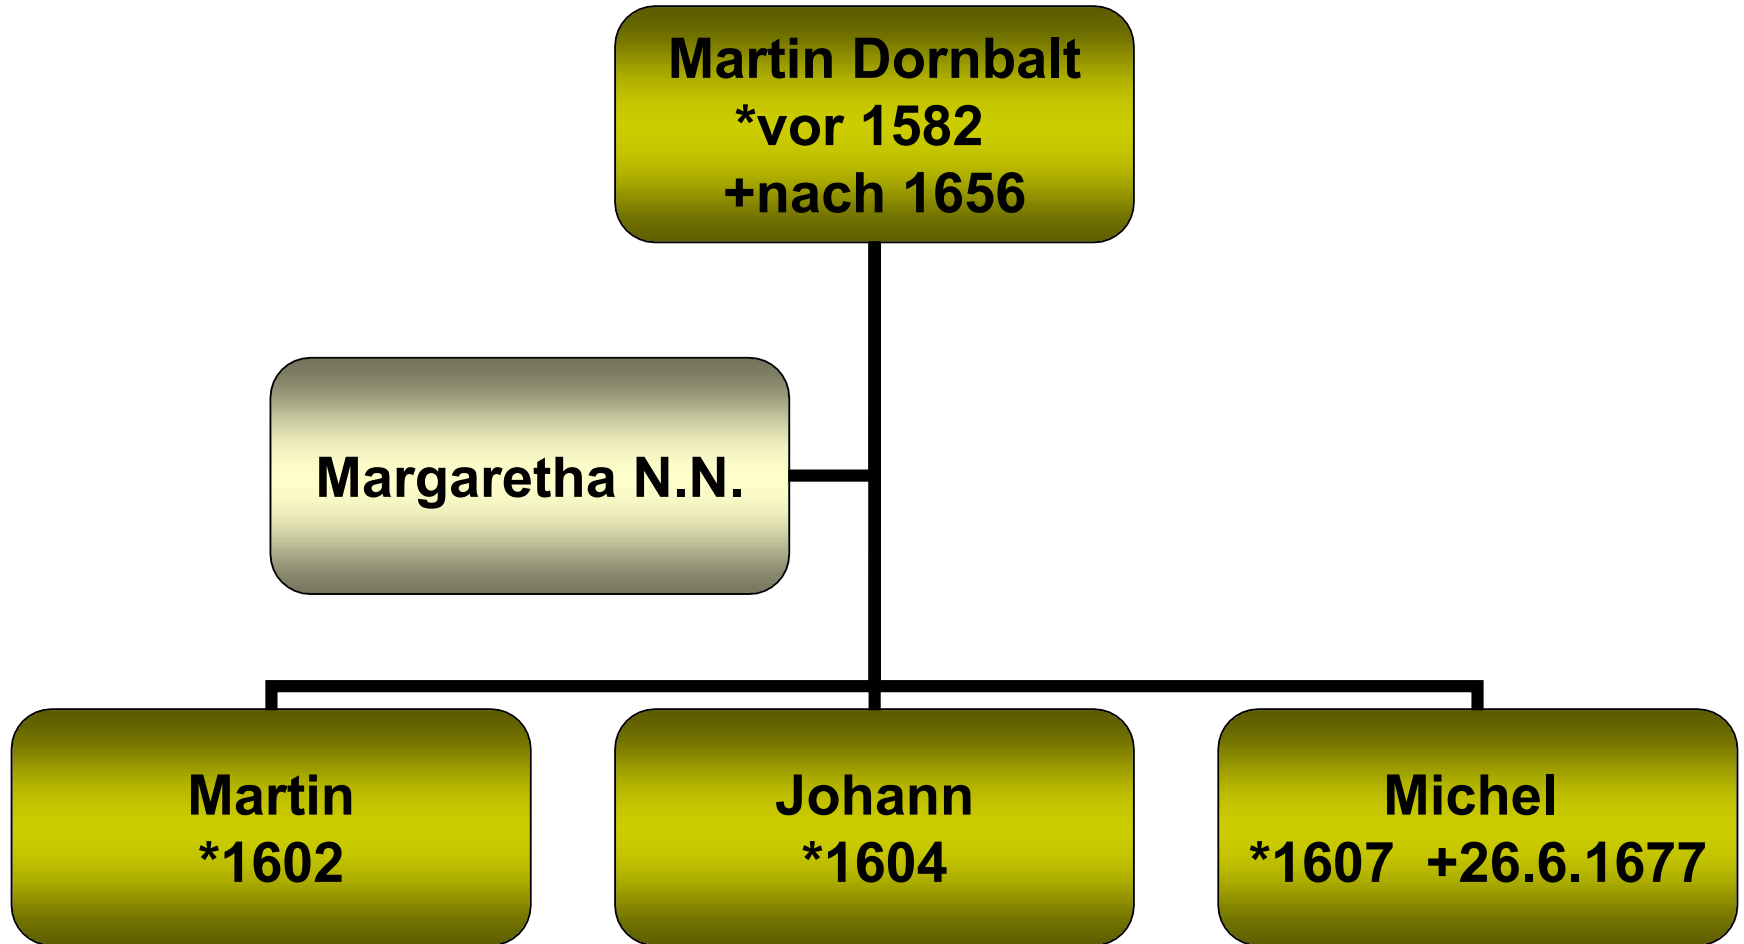 Martin Dornbalt
*vor 1582
+nach 1656
Margaretha N.N.
Martin
*1602
Johann
*1604
Michel
*1607 +26.6.1677